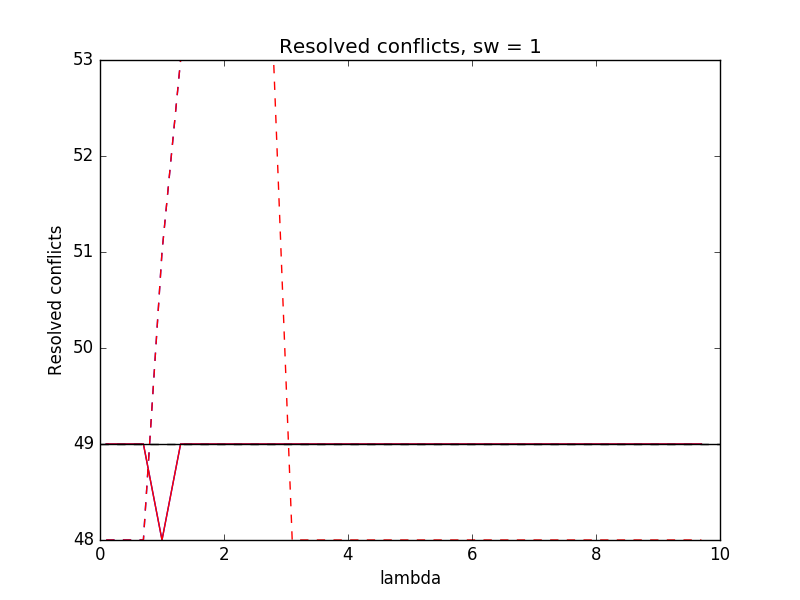 Resolved conflicts, sw = 1
53
52
51
50
49
48
Resolved conflicts
0 2 4 6 8 10
lambda